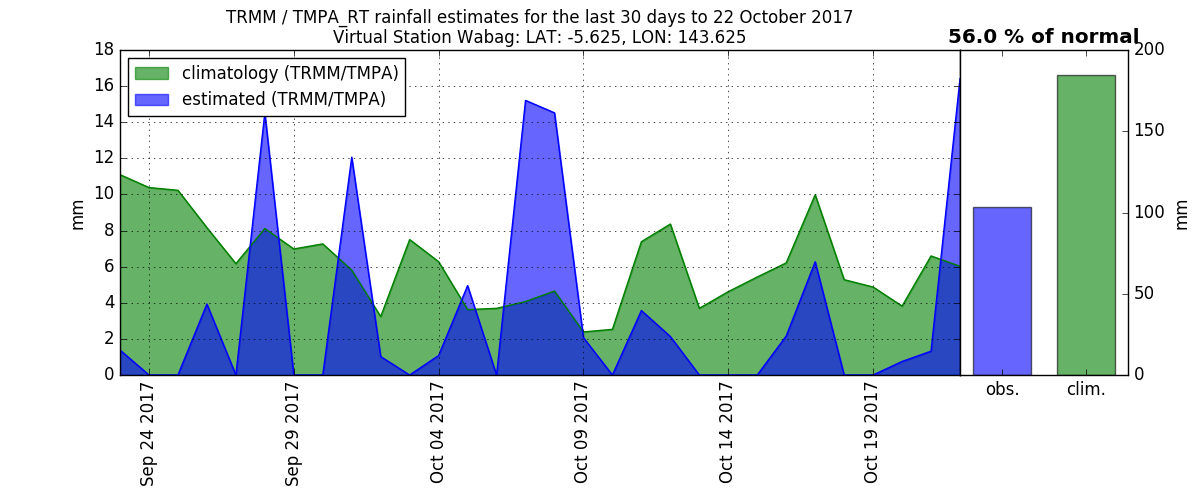 TRMM / TMPA_RT rainfall estimates for the last 30 days to 22 October 2017
Virtual Station Wabag: LAT: -5.625, LON: 143.625
56.0 % of normal
climatology (TRMM/TMPA)
estimated (TRMM/TMPA)
18
16
14
12
10
8
6
4
2
0
mm
200
150
100
50
0
mm
Sep 24 2017
Sep 29 2017
Oct 04 2017
Oct 09 2017
Oct 14 2017
Oct 19 2017
obs.
clim.